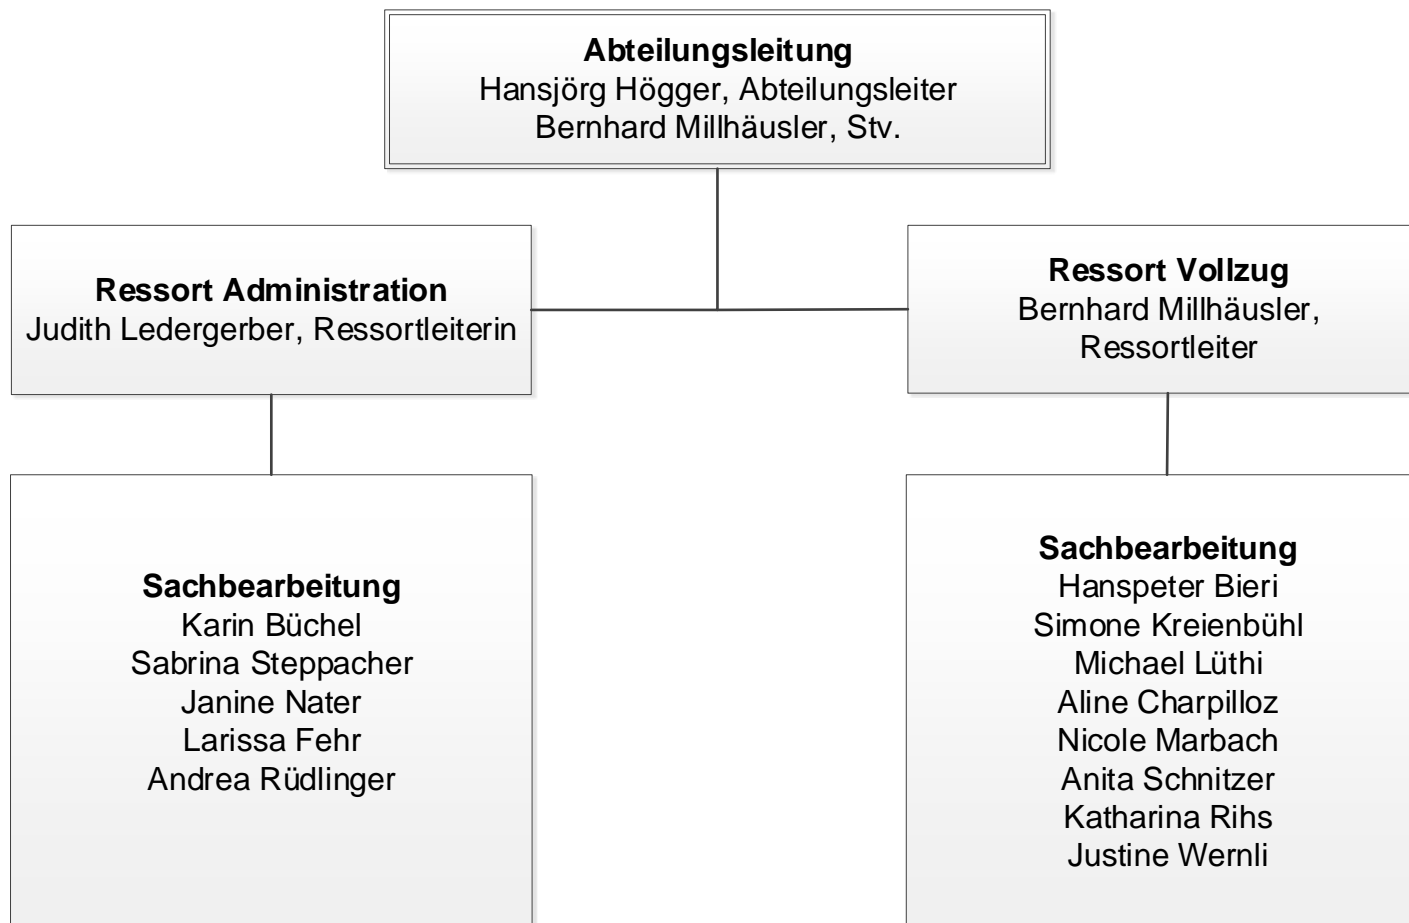 Abteilungsleitung
Hansjörg Högger, Abteilungsleiter
Bernhard Millhäusler, Stv.
Ressort Administration
Judith Ledergerber, Ressortleiterin
Ressort Vollzug
Bernhard Millhäusler,
Ressortleiter
Sachbearbeitung
Karin Büchel
Sabrina Steppacher
Janine Nater
Larissa Fehr
Andrea Rüdlinger
Sachbearbeitung
Hanspeter Bieri
Simone Kreienbühl
Michael Lüthi
Aline Charpilloz
Nicole Marbach
Anita Schnitzer
Katharina Rihs
Justine Wernli